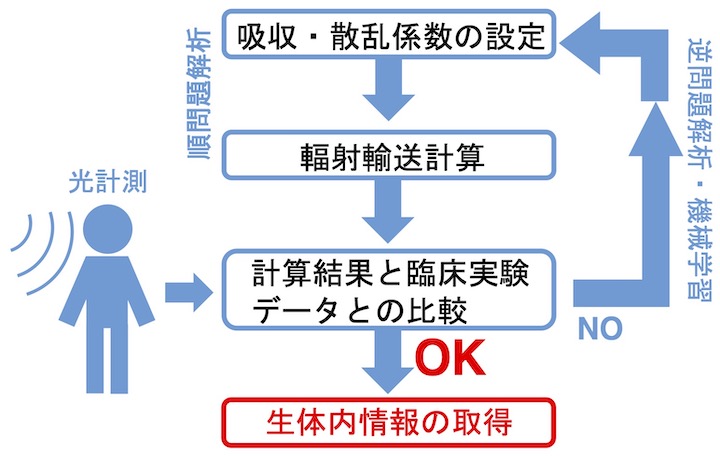 吸収・散乱係数の設定
順問題解析
輻射輸送計算
光計測
計算結果と臨床実験
データとの比較
逆問題解析・機械学習
NO
OK
生体内情報の取得